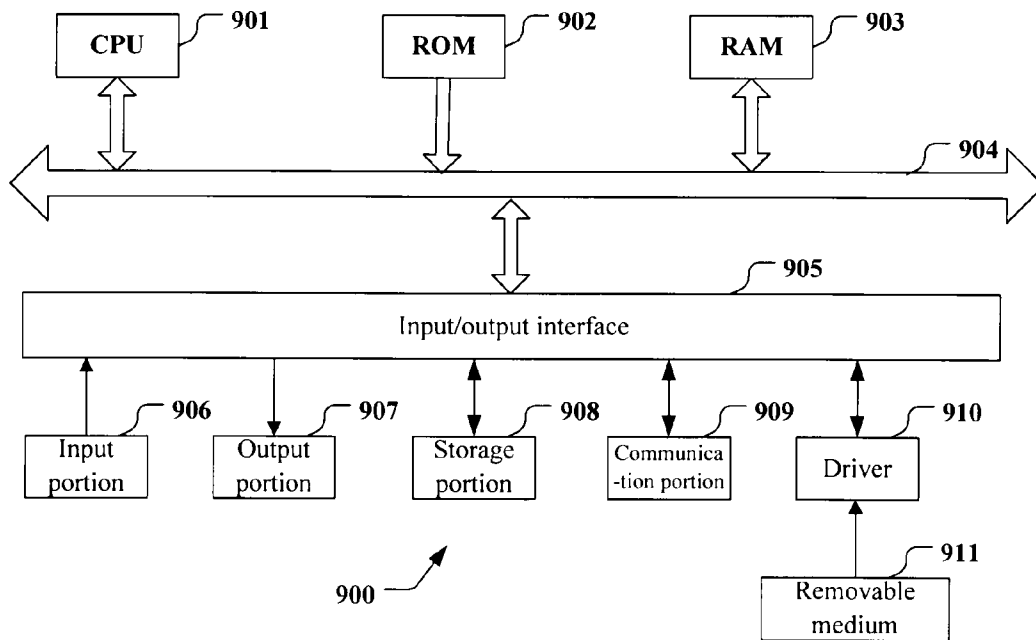 901
902
903
CPU
ROM
RAM
904
905
Input/output interface
906
907
908
909
910
Input
portion
Output
portion
Storage
portion
Communica
-tion portion
Driver
911
900
Removable
medium